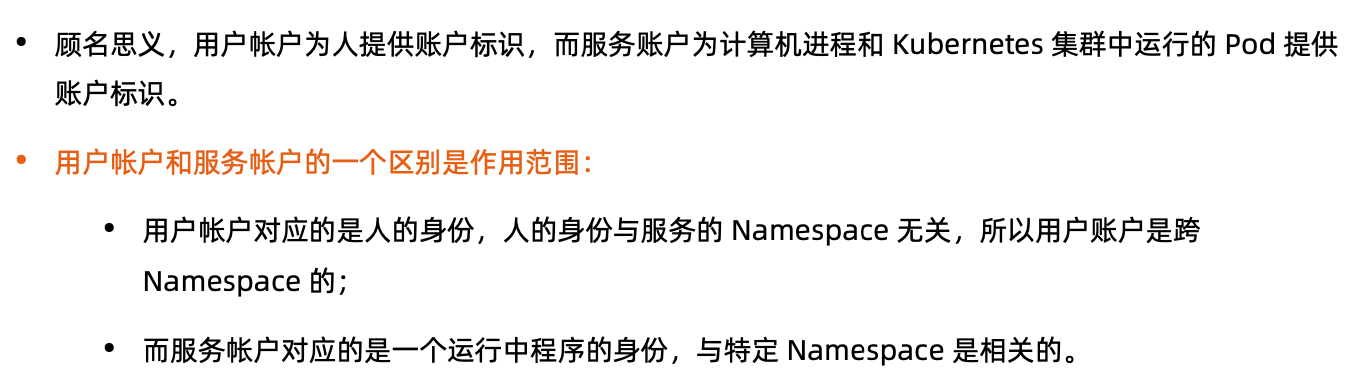 • 顾名思义，用户帐户为人提供账户标识，而服务账户为计算机进程和 Kubernetes 集群中运行的 Pod 提供
账户标识。
• 用户帐户和服务帐户的一个区别是作用范围：
• 用户帐户对应的是人的身份，人的身份与服务的 Namespace 无关，所以用户账户是跨
Namespace 的；
• 而服务帐户对应的是一个运行中程序的身份，与特定 Namespace 是相关的。